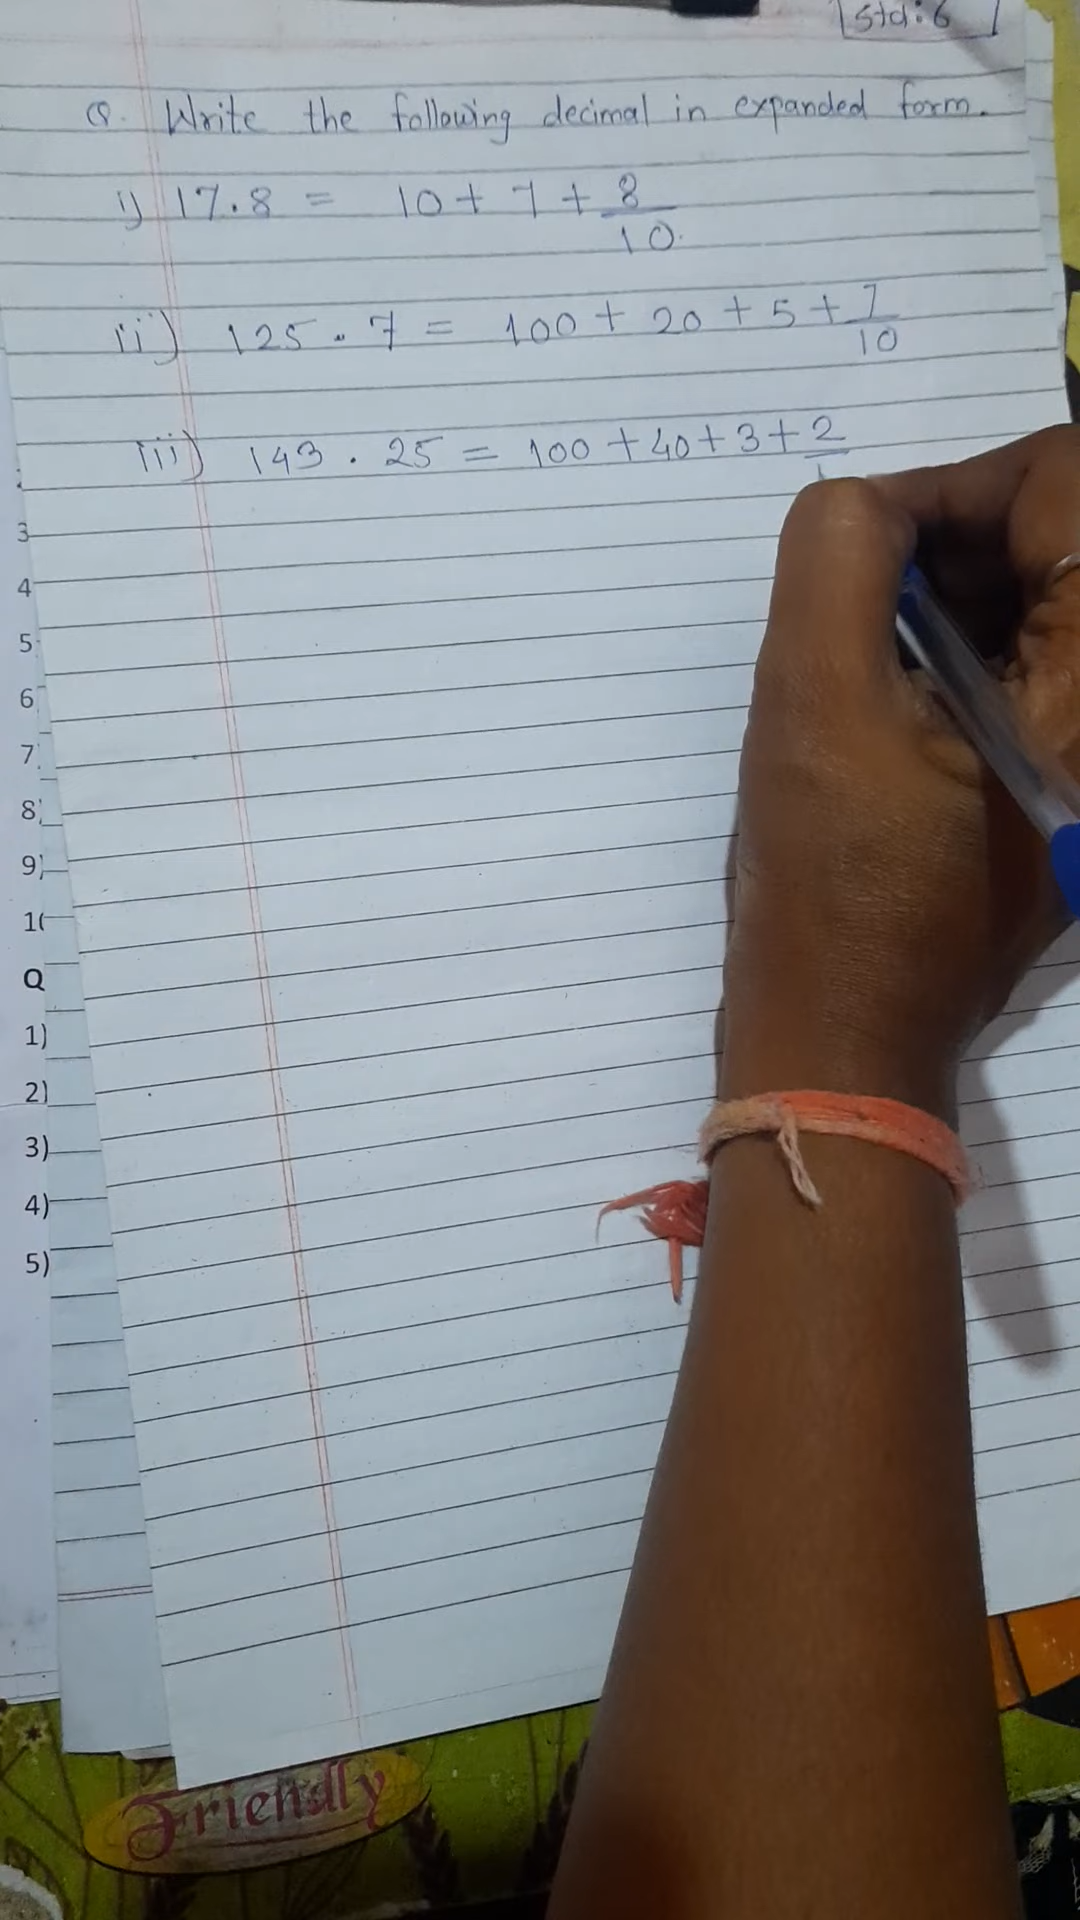 Std: 6
Q. Write the following decimal in expanded form.
i) 17.8 = 10 + 7 + 8/10.
ii) 125.7 = 100 + 20 + 5 + 7/10
iii) 143.25 = 100 + 40 + 3 + 2/1
3
4
5
6
7
8
9)
10
Q
1)
2)
3)
4)
5)
Friendly